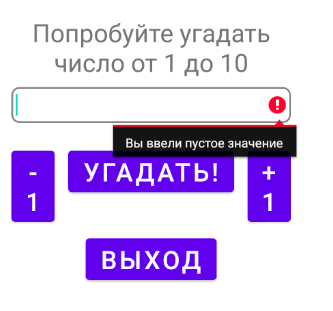 Попробуйте угадать
число от 1 до 10
!
Вы ввели пустое значение
-
1
УГАДАТЬ!
+
1
ВЫХОД